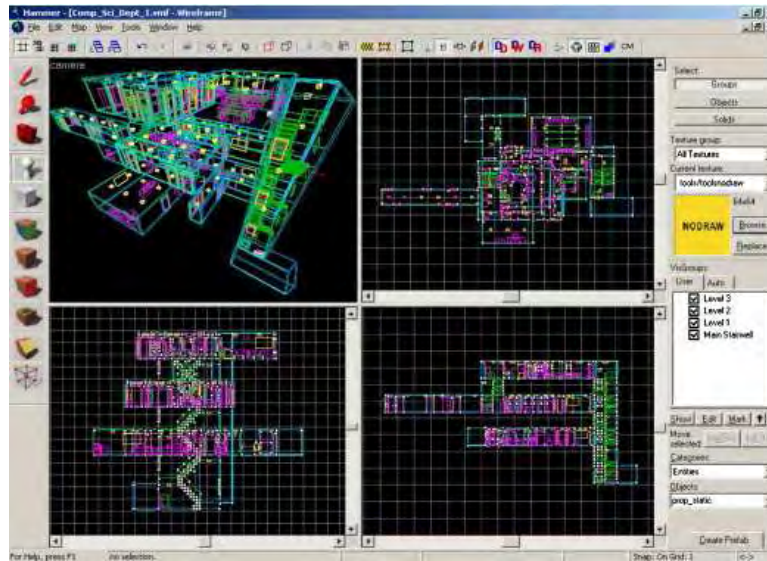 Hammer - [Comp_Sci_Dept_1.vmf - Wireframe]
File Edit Map View Tools Window Help
camera
Select:
Groups
Objects
Solids
Texture group:
All Textures
Current texture:
tools/toolsnodraw
64x64
NODRAW
Browse
Replace
VisGroups:
User Auto
Level 3
Level 2
Level 1
Main Stairwell
Show Edit Mark
Move
selected:
Categories:
Entities
Objects:
prop_static
Create Prefab
For Help, press F1
no selection.
Snap: On Grid: 1
<->